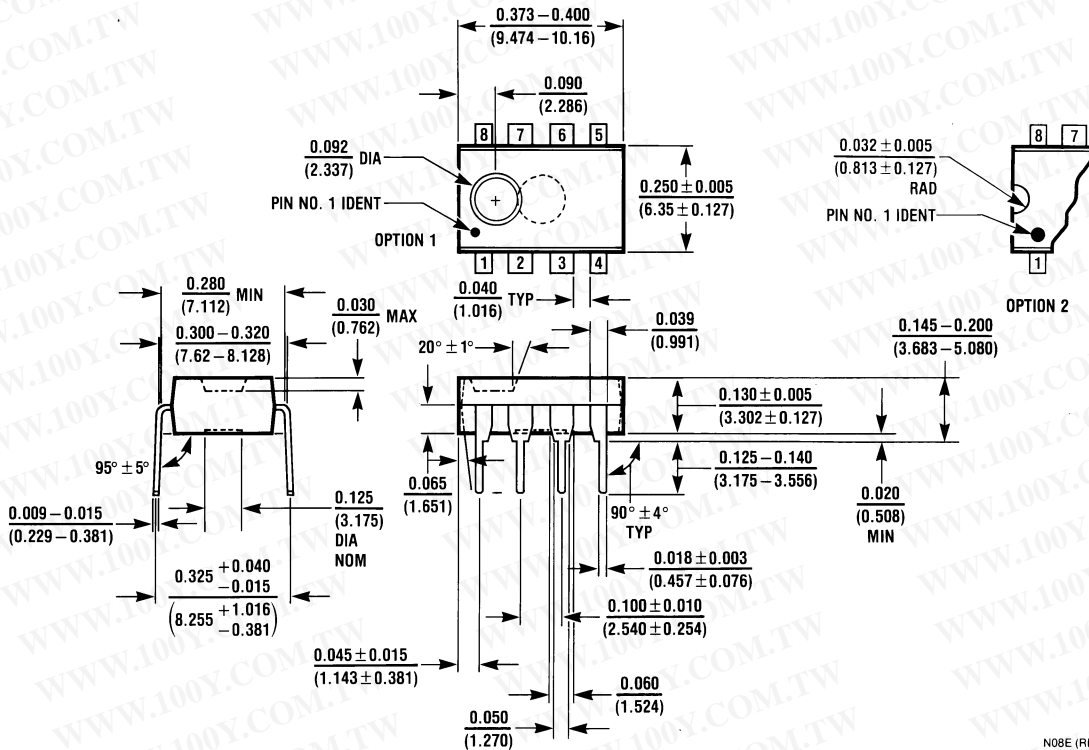 0.373 – 0.400
(9.474 – 10.16)
0.090
(2.286)
8 7 6 5
0.092 DIA
(2.337)
PIN NO. 1 IDENT
OPTION 1
0.250 ± 0.005
(6.35 ± 0.127)
1 2 3 4
0.032 ± 0.005
(0.813 ± 0.127)
RAD
PIN NO. 1 IDENT
8 7
1
OPTION 2
0.280 MIN
(7.112)
0.300 – 0.320
(7.62 – 8.128)
0.030 MAX
(0.762)
0.040 TYP
(1.016)
20° ± 1°
0.039
(0.991)
0.145 – 0.200
(3.683 – 5.080)
0.130 ± 0.005
(3.302 ± 0.127)
95° ± 5°
0.009 – 0.015
(0.229 – 0.381)
0.125
(3.175)
DIA
NOM
0.065
(1.651)
0.125 – 0.140
(3.175 – 3.556)
90° ± 4°
TYP
0.020
(0.508)
MIN
0.325 +0.040 –0.015
(8.255 +1.016 –0.381)
0.018 ± 0.003
(0.457 ± 0.076)
0.100 ± 0.010
(2.540 ± 0.254)
0.045 ± 0.015
(1.143 ± 0.381)
0.060
(1.524)
0.050
(1.270)
N08E
WWW.100Y.COM.TW